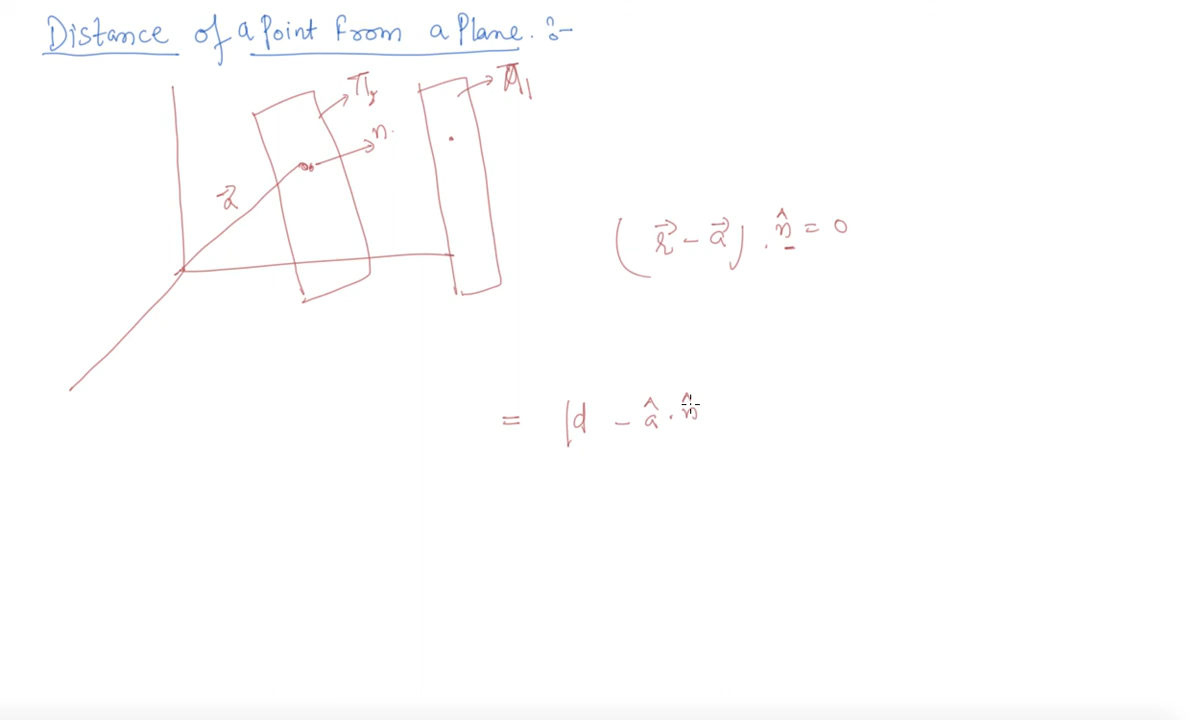 Distance of a Point From a Plane. :-
π₂
π₁
n.
→a
(→r - →a) . n̂ = 0
= |d - â . n̂